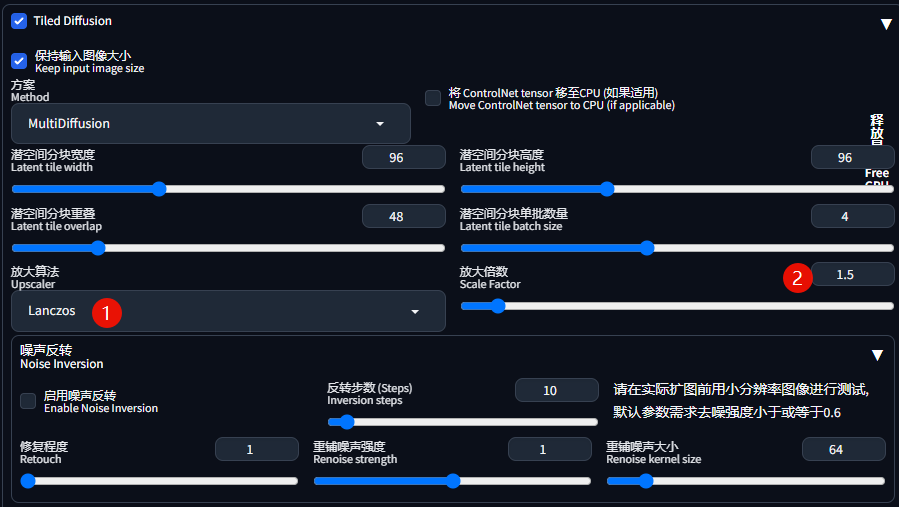 Tiled Diffusion
保持输入图像大小
Keep input image size
方案
Method
MultiDiffusion
将 ControlNet tensor 移至CPU (如果适用)
Move ControlNet tensor to CPU (if applicable)
释
放
Free
潜空间分块宽度
Latent tile width
96
潜空间分块高度
Latent tile height
96
潜空间分块重叠
Latent tile overlap
48
潜空间分块单批数量
Latent tile batch size
4
放大算法
Upscaler
Lanczos
1
放大倍数
Scale Factor
2
1.5
噪声反转
Noise Inversion
启用噪声反转
Enable Noise Inversion
反转步数 (Steps)
Inversion steps
10
请在实际扩图前用小分辨率图像进行测试,
默认参数需求去噪强度小于或等于0.6
修复程度
Retouch
1
重铺噪声强度
Renoise strength
1
重铺噪声大小
Renoise kernel size
64